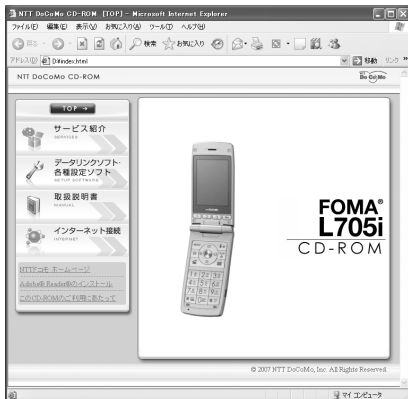 NTT DoCoMo CD-ROM [TOP] - Microsoft Internet Explorer
ファイル(F) 編集(E) 表示(V) お気に入り(A) ツール(T) ヘルプ(H)
戻る 検索 お気に入り
アドレス(D) D:¥index.html 移動 リンク »
NTT DoCoMo CD-ROM DoCoMo
TOP
サービス紹介
SERVICES
データリンクソフト・
各種設定ソフト
SETUP SOFTWARE
取扱説明書
MANUAL
インターネット接続
INTERNET
NTTドコモ ホームページ
Adobe® Reader®のインストール
このCD-ROMのご利用にあたって
FOMA®
L705i
CD-ROM
© 2007 NTT DoCoMo, Inc. All Rights Reserved.
マイ コンピュータ